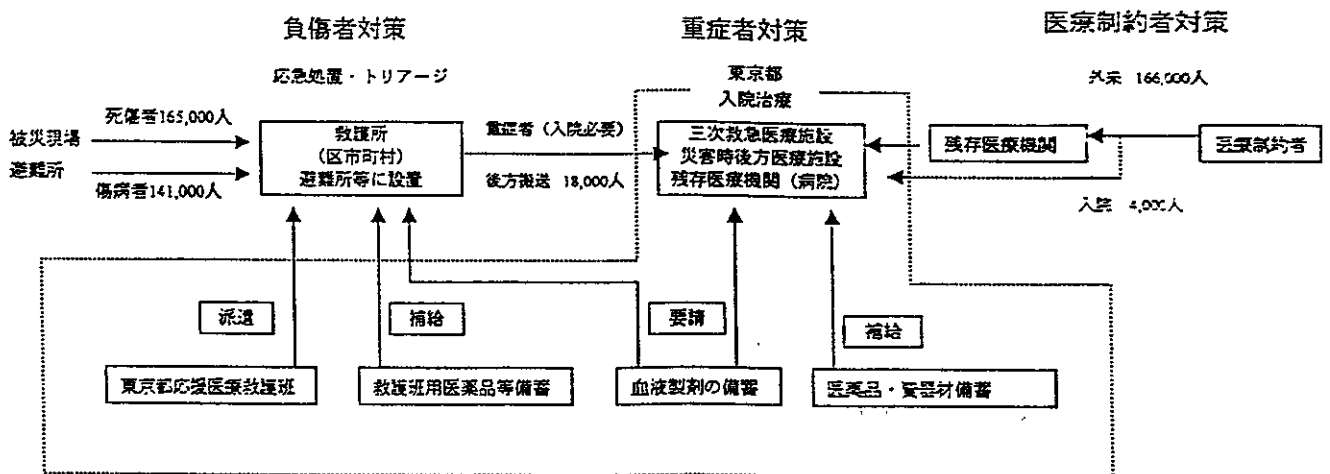 負傷者対策
重症者対策
医療制約者対策
応急処置・トリアージ
東京都
入院治療
外来 166,000人
死傷者165,000人
被災現場
避難所
傷病者141,000人
救護所
(区市町村)
避難所等に設置
重症者（入院必要）
後方搬送 18,000人
三次救急医療施設
災害時後方医療施設
残存医療機関（病院）
残存医療機関
医療制約者
入院 4,000人
派遣
補給
要請
補給
東京都応援医療救護班
救護班用医薬品等備蓄
血液製剤の備蓄
医薬品・資器材備蓄